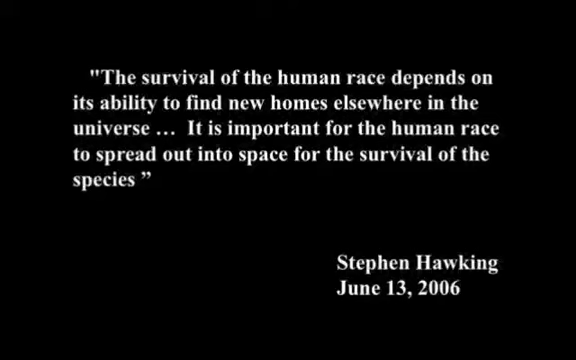 "The survival of the human race depends on
its ability to find new homes elsewhere in the
universe … It is important for the human race
to spread out into space for the survival of the
species ”
Stephen Hawking
June 13, 2006